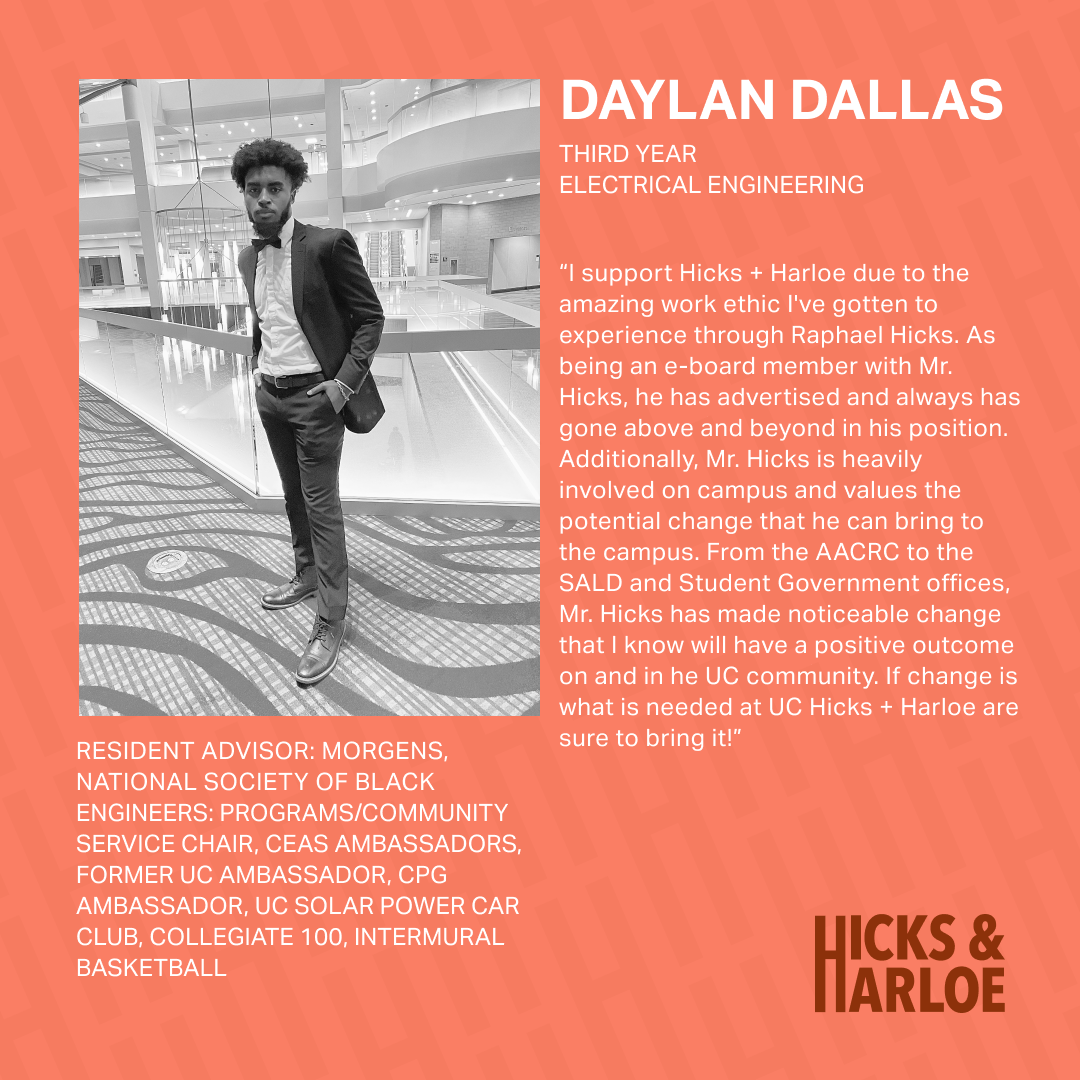 DAYLAN DALLAS
THIRD YEAR
ELECTRICAL ENGINEERING
“I support Hicks + Harloe due to the
amazing work ethic I've gotten to
experience through Raphael Hicks. As
being an e-board member with Mr.
Hicks, he has advertised and always has
gone above and beyond in his position.
Additionally, Mr. Hicks is heavily
involved on campus and values the
potential change that he can bring to
the campus. From the AACRC to the
SALD and Student Government offices,
Mr. Hicks has made noticeable change
that I know will have a positive outcome
on and in he UC community. If change is
what is needed at UC Hicks + Harloe are
sure to bring it!”
RESIDENT ADVISOR: MORGENS,
NATIONAL SOCIETY OF BLACK
ENGINEERS: PROGRAMS/COMMUNITY
SERVICE CHAIR, CEAS AMBASSADORS,
FORMER UC AMBASSADOR, CPG
AMBASSADOR, UC SOLAR POWER CAR
CLUB, COLLEGIATE 100, INTERMURAL
BASKETBALL
HICKS &
HARLOE